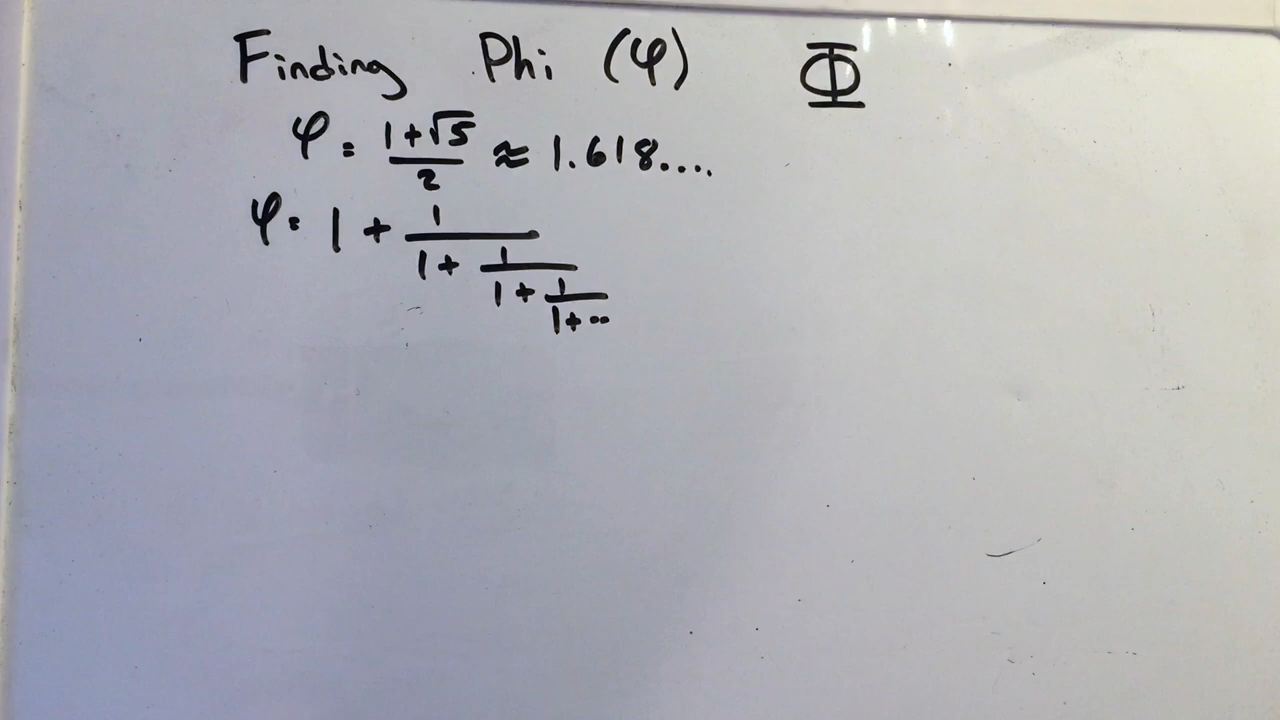 Finding Phi (φ) Φ
φ = 1+√5/2 ≈ 1.618....
φ = 1 + 1/(1 + 1/(1 + 1/(1+..)))